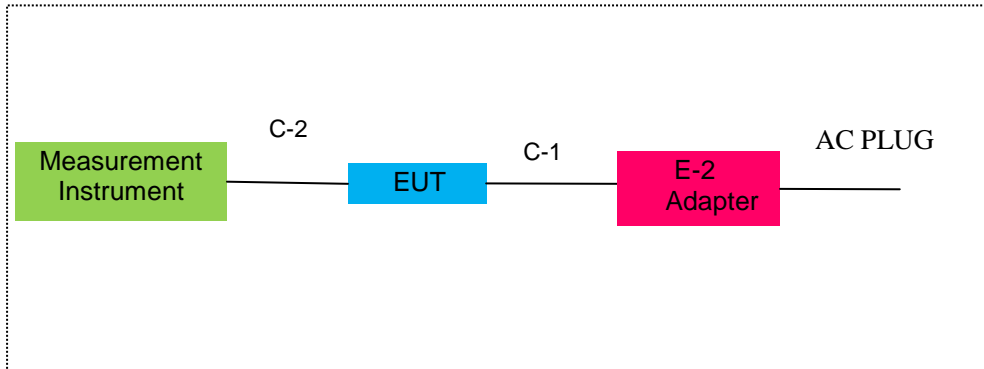 C-2
C-1
AC PLUG
Measurement
Instrument
EUT
E-2
Adapter